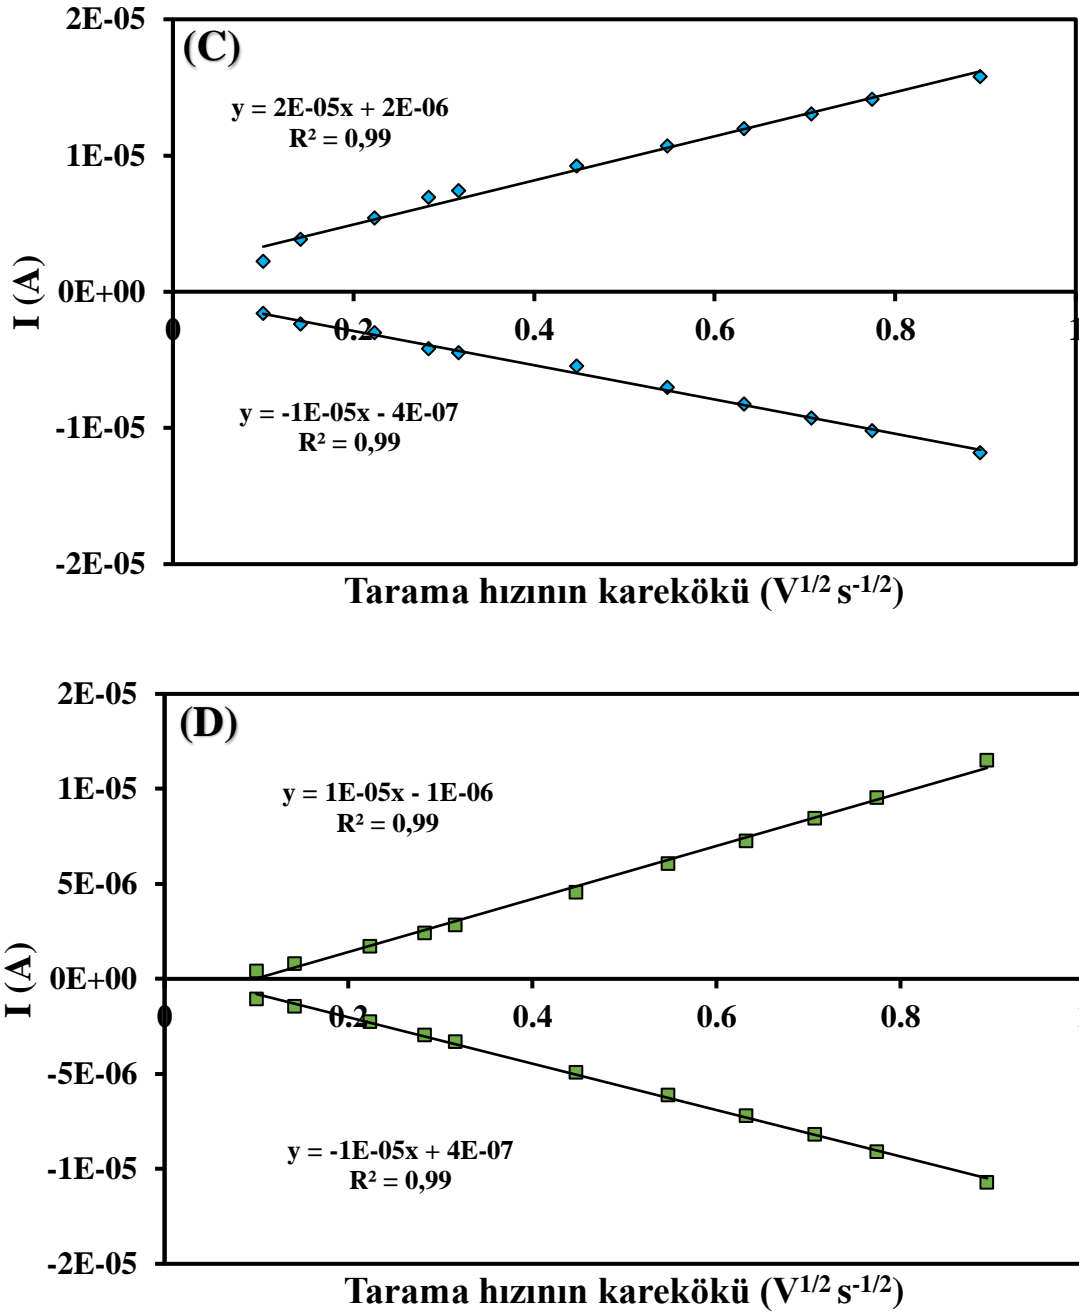 2E-05
(C)
y = 2E-05x + 2E-06
R² = 0,99
1E-05
I (A)
0E+00
0 0.2 0.4 0.6 0.8 1
y = -1E-05x - 4E-07
R² = 0,99
-1E-05
-2E-05
Tarama hızının karekökü (V^1/2 s^-1/2)
2E-05
(D)
y = 1E-05x - 1E-06
R² = 0,99
1E-05
5E-06
I (A)
0E+00
0 0.2 0.4 0.6 0.8
-5E-06
y = -1E-05x + 4E-07
R² = 0,99
-1E-05
-2E-05
Tarama hızının karekökü (V^1/2 s^-1/2)